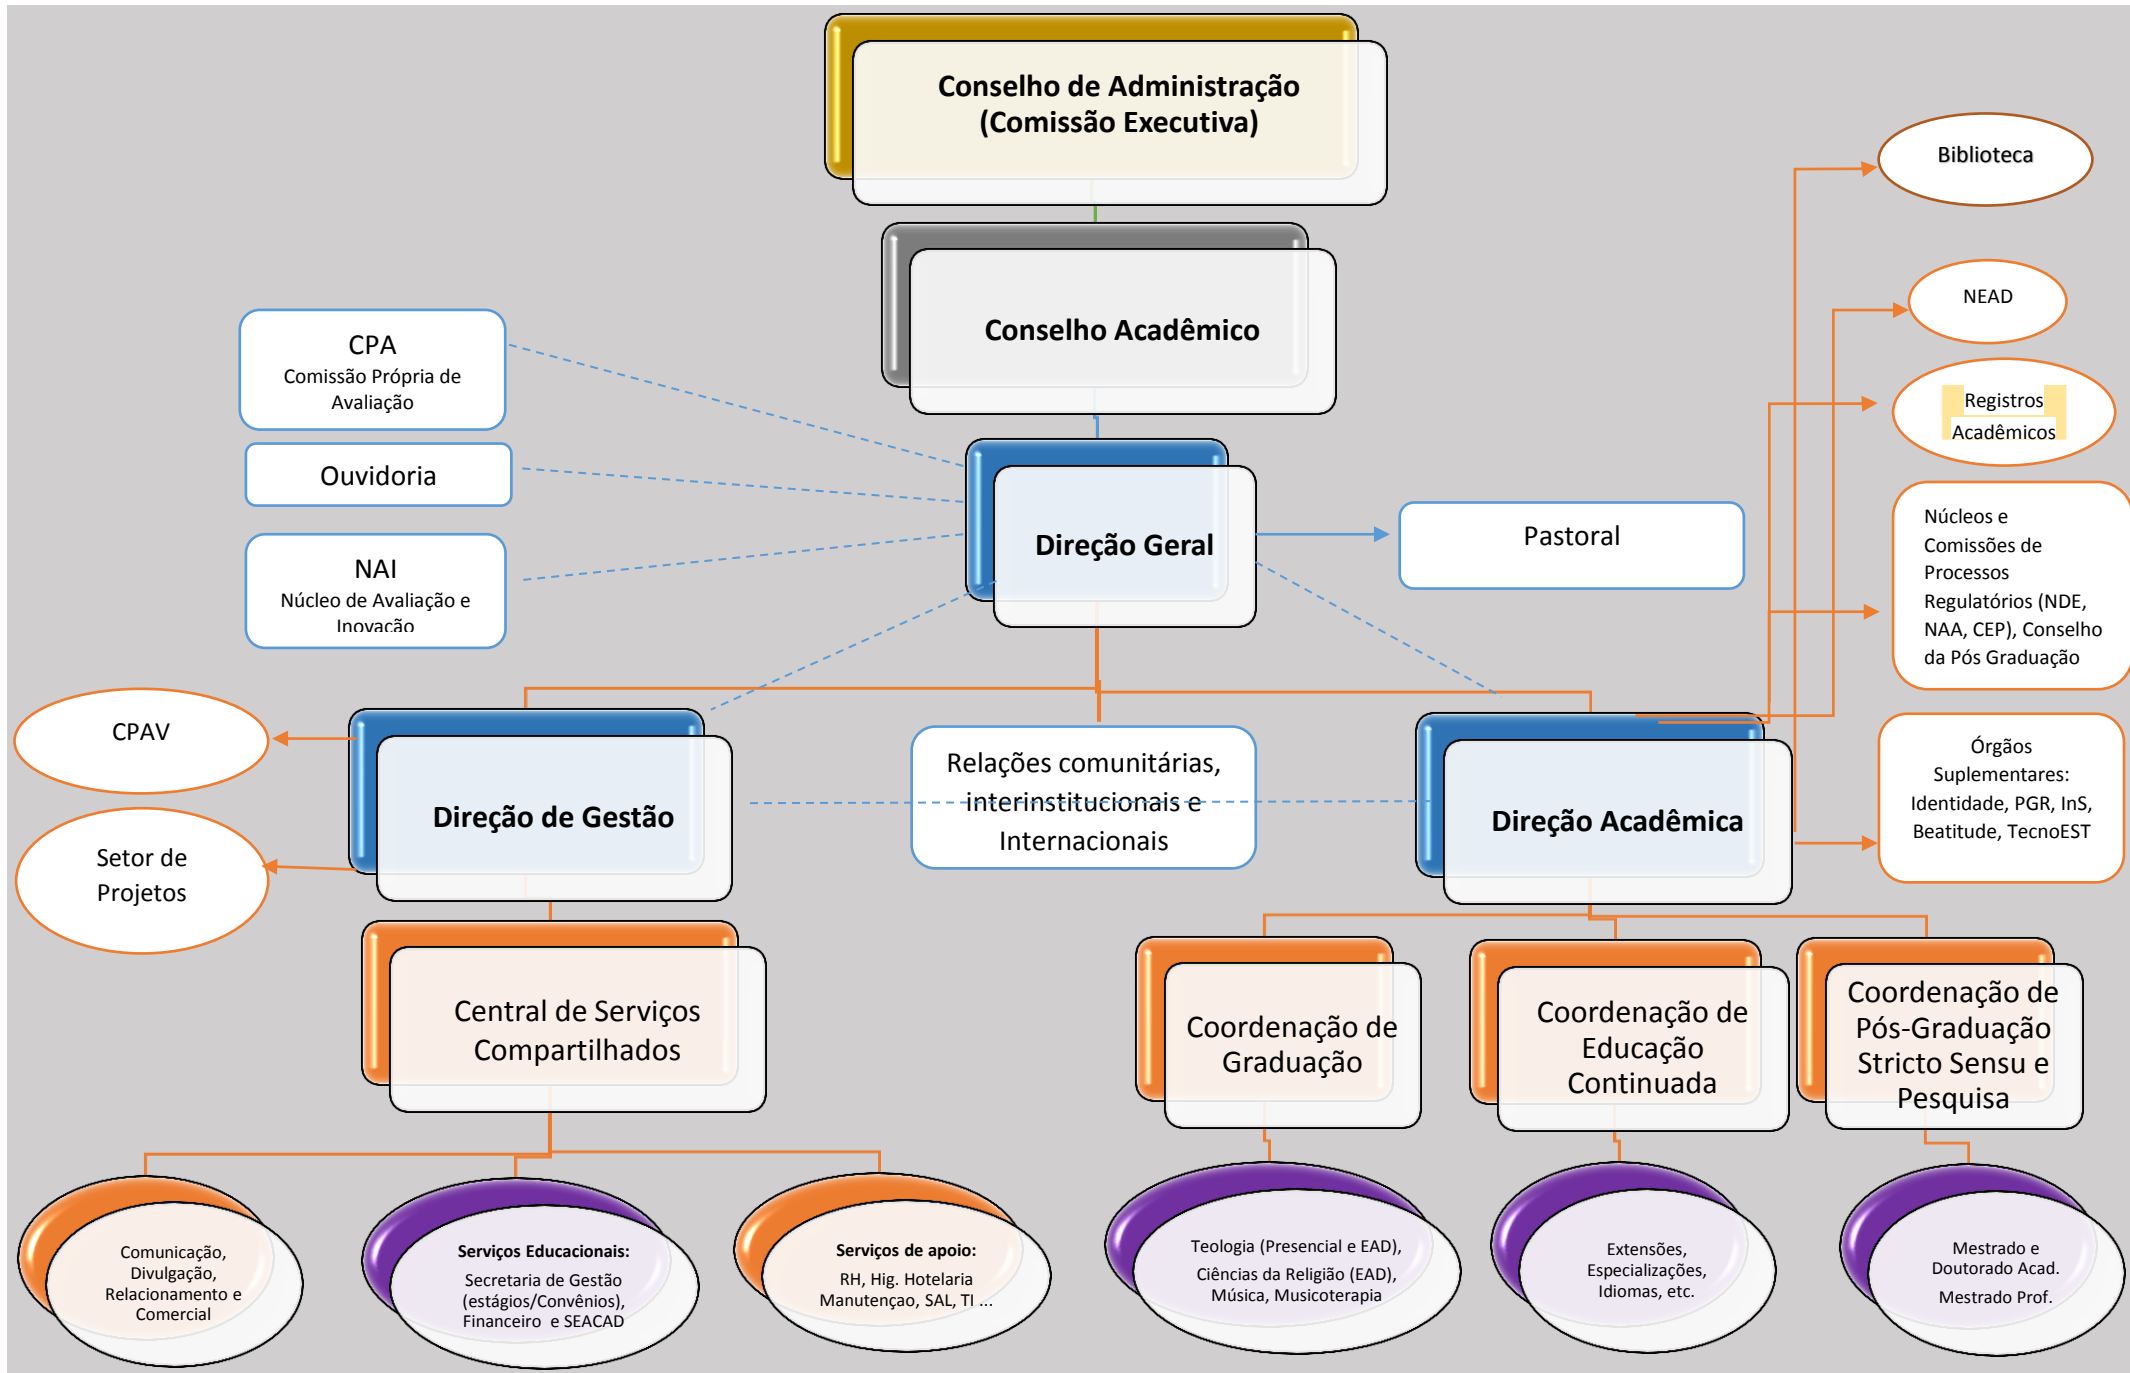 Conselho de Administração
(Comissão Executiva)
Biblioteca
NEAD
Conselho Acadêmico
CPA
Comissão Própria de
Avaliação
Registros
Acadêmicos
Ouvidoria
Direção Geral
Pastoral
Núcleos e
Comissões de
Processos
Regulatórios (NDE,
NAA, CEP), Conselho
da Pós Graduação
NAI
Núcleo de Avaliação e
Inovação
CPAV
Relações comunitárias,
interinstitucionais e
Internacionais
Órgãos
Suplementares:
Identidade, PGR, InS,
Beatitude, TecnoEST
Direção de Gestão
Direção Acadêmica
Setor de
Projetos
Central de Serviços
Compartilhados
Coordenação de
Graduação
Coordenação de
Educação
Continuada
Coordenação de
Pós-Graduação
Stricto Sensu e
Pesquisa
Comunicação,
Divulgação,
Relacionamento e
Comercial
Serviços Educacionais:
Secretaria de Gestão
(estágios/Convênios),
Financeiro e SEACAD
Serviços de apoio:
RH, Hig. Hotelaria
Manutençao, SAL, TI ...
Teologia (Presencial e EAD),
Ciências da Religião (EAD),
Música, Musicoterapia
Extensões,
Especializações,
Idiomas, etc.
Mestrado e
Doutorado Acad.
Mestrado Prof.